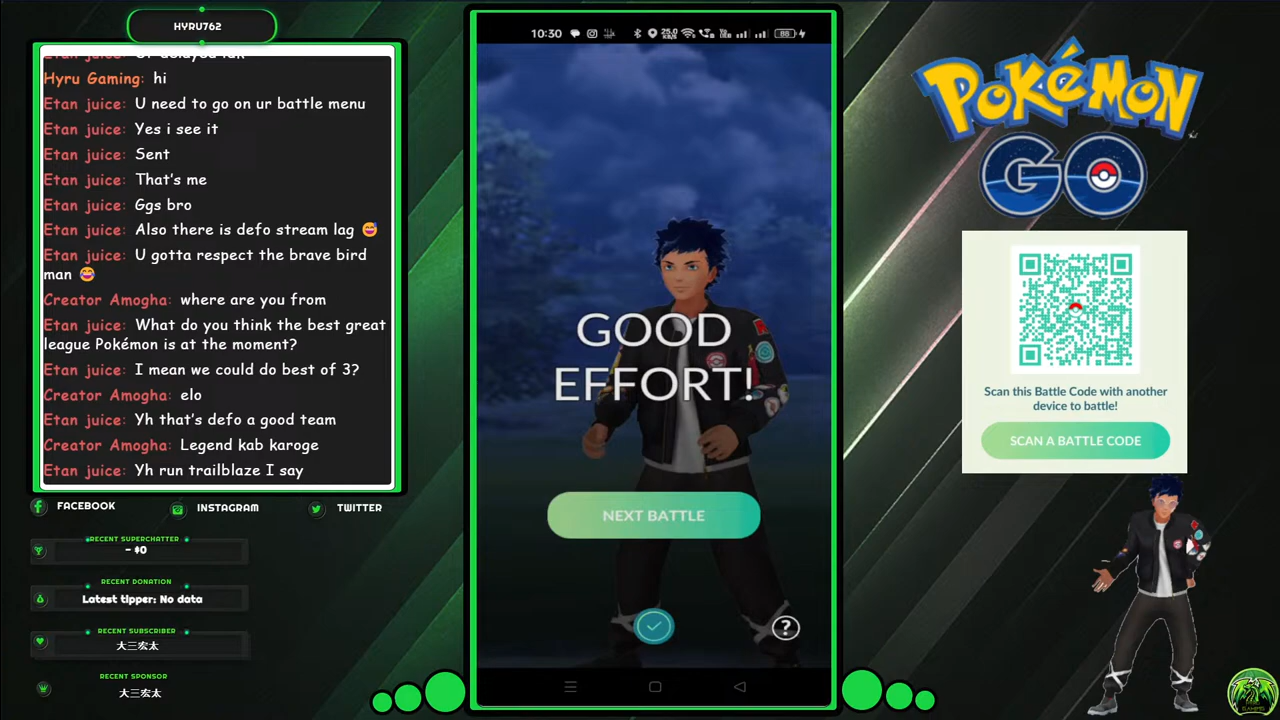 HYRU762
Hyru Gaming: hi
Etan juice: U need to go on ur battle menu
Etan juice: Yes i see it
Etan juice: Sent
Etan juice: That's me
Etan juice: Ggs bro
Etan juice: Also there is defo stream lag 😅
Etan juice: U gotta respect the brave bird
man 😂
Creator Amogha: where are you from
Etan juice: What do you think the best great
league Pokémon is at the moment?
Etan juice: I mean we could do best of 3?
Creator Amogha: elo
Etan juice: Yh that's defo a good team
Creator Amogha: Legend kab karoge
Etan juice: Yh run trailblaze I say
FACEBOOK
INSTAGRAM
TWITTER
RECENT SUPERCHATTER
- $0
RECENT DONATION
Latest tipper: No data
RECENT SUBSCRIBER
大三宏太
RECENT SPONSOR
大三宏太
10:30
25.0
KB/S
88
GOOD
EFFORT!
NEXT BATTLE
?
POKéMON
GO
Scan this Battle Code with another
device to battle!
SCAN A BATTLE CODE